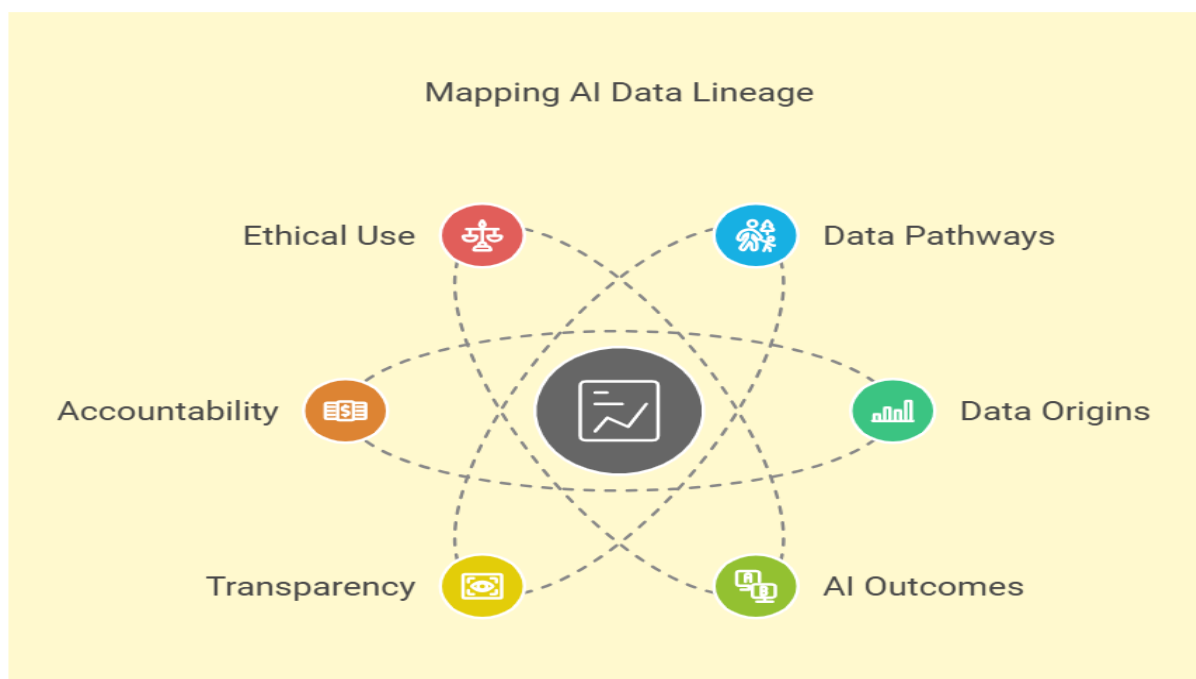 Mapping AI Data Lineage
Ethical Use
Data Pathways
Accountability
$
Data Origins
Transparency
A
B
AI Outcomes